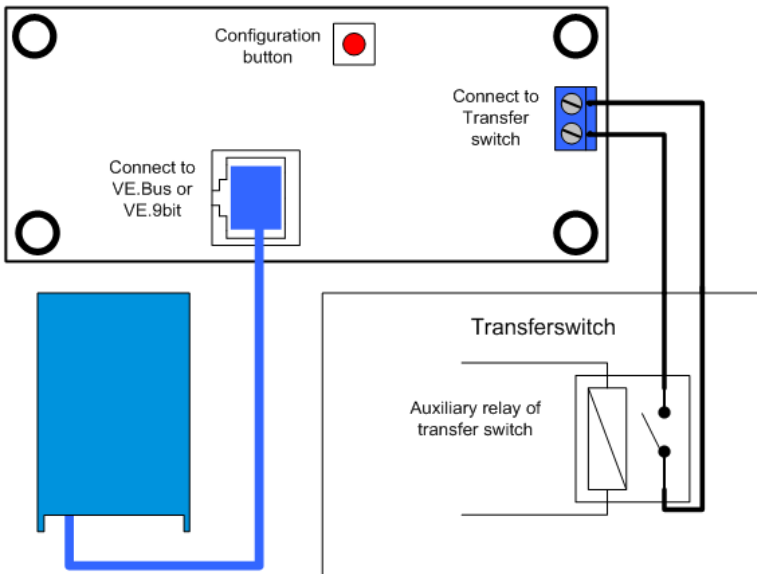 Configuration
button
Connect to
Transfer
switch
Connect to
VE.Bus or
VE.9bit
Transferswitch
Auxiliary relay of
transfer switch